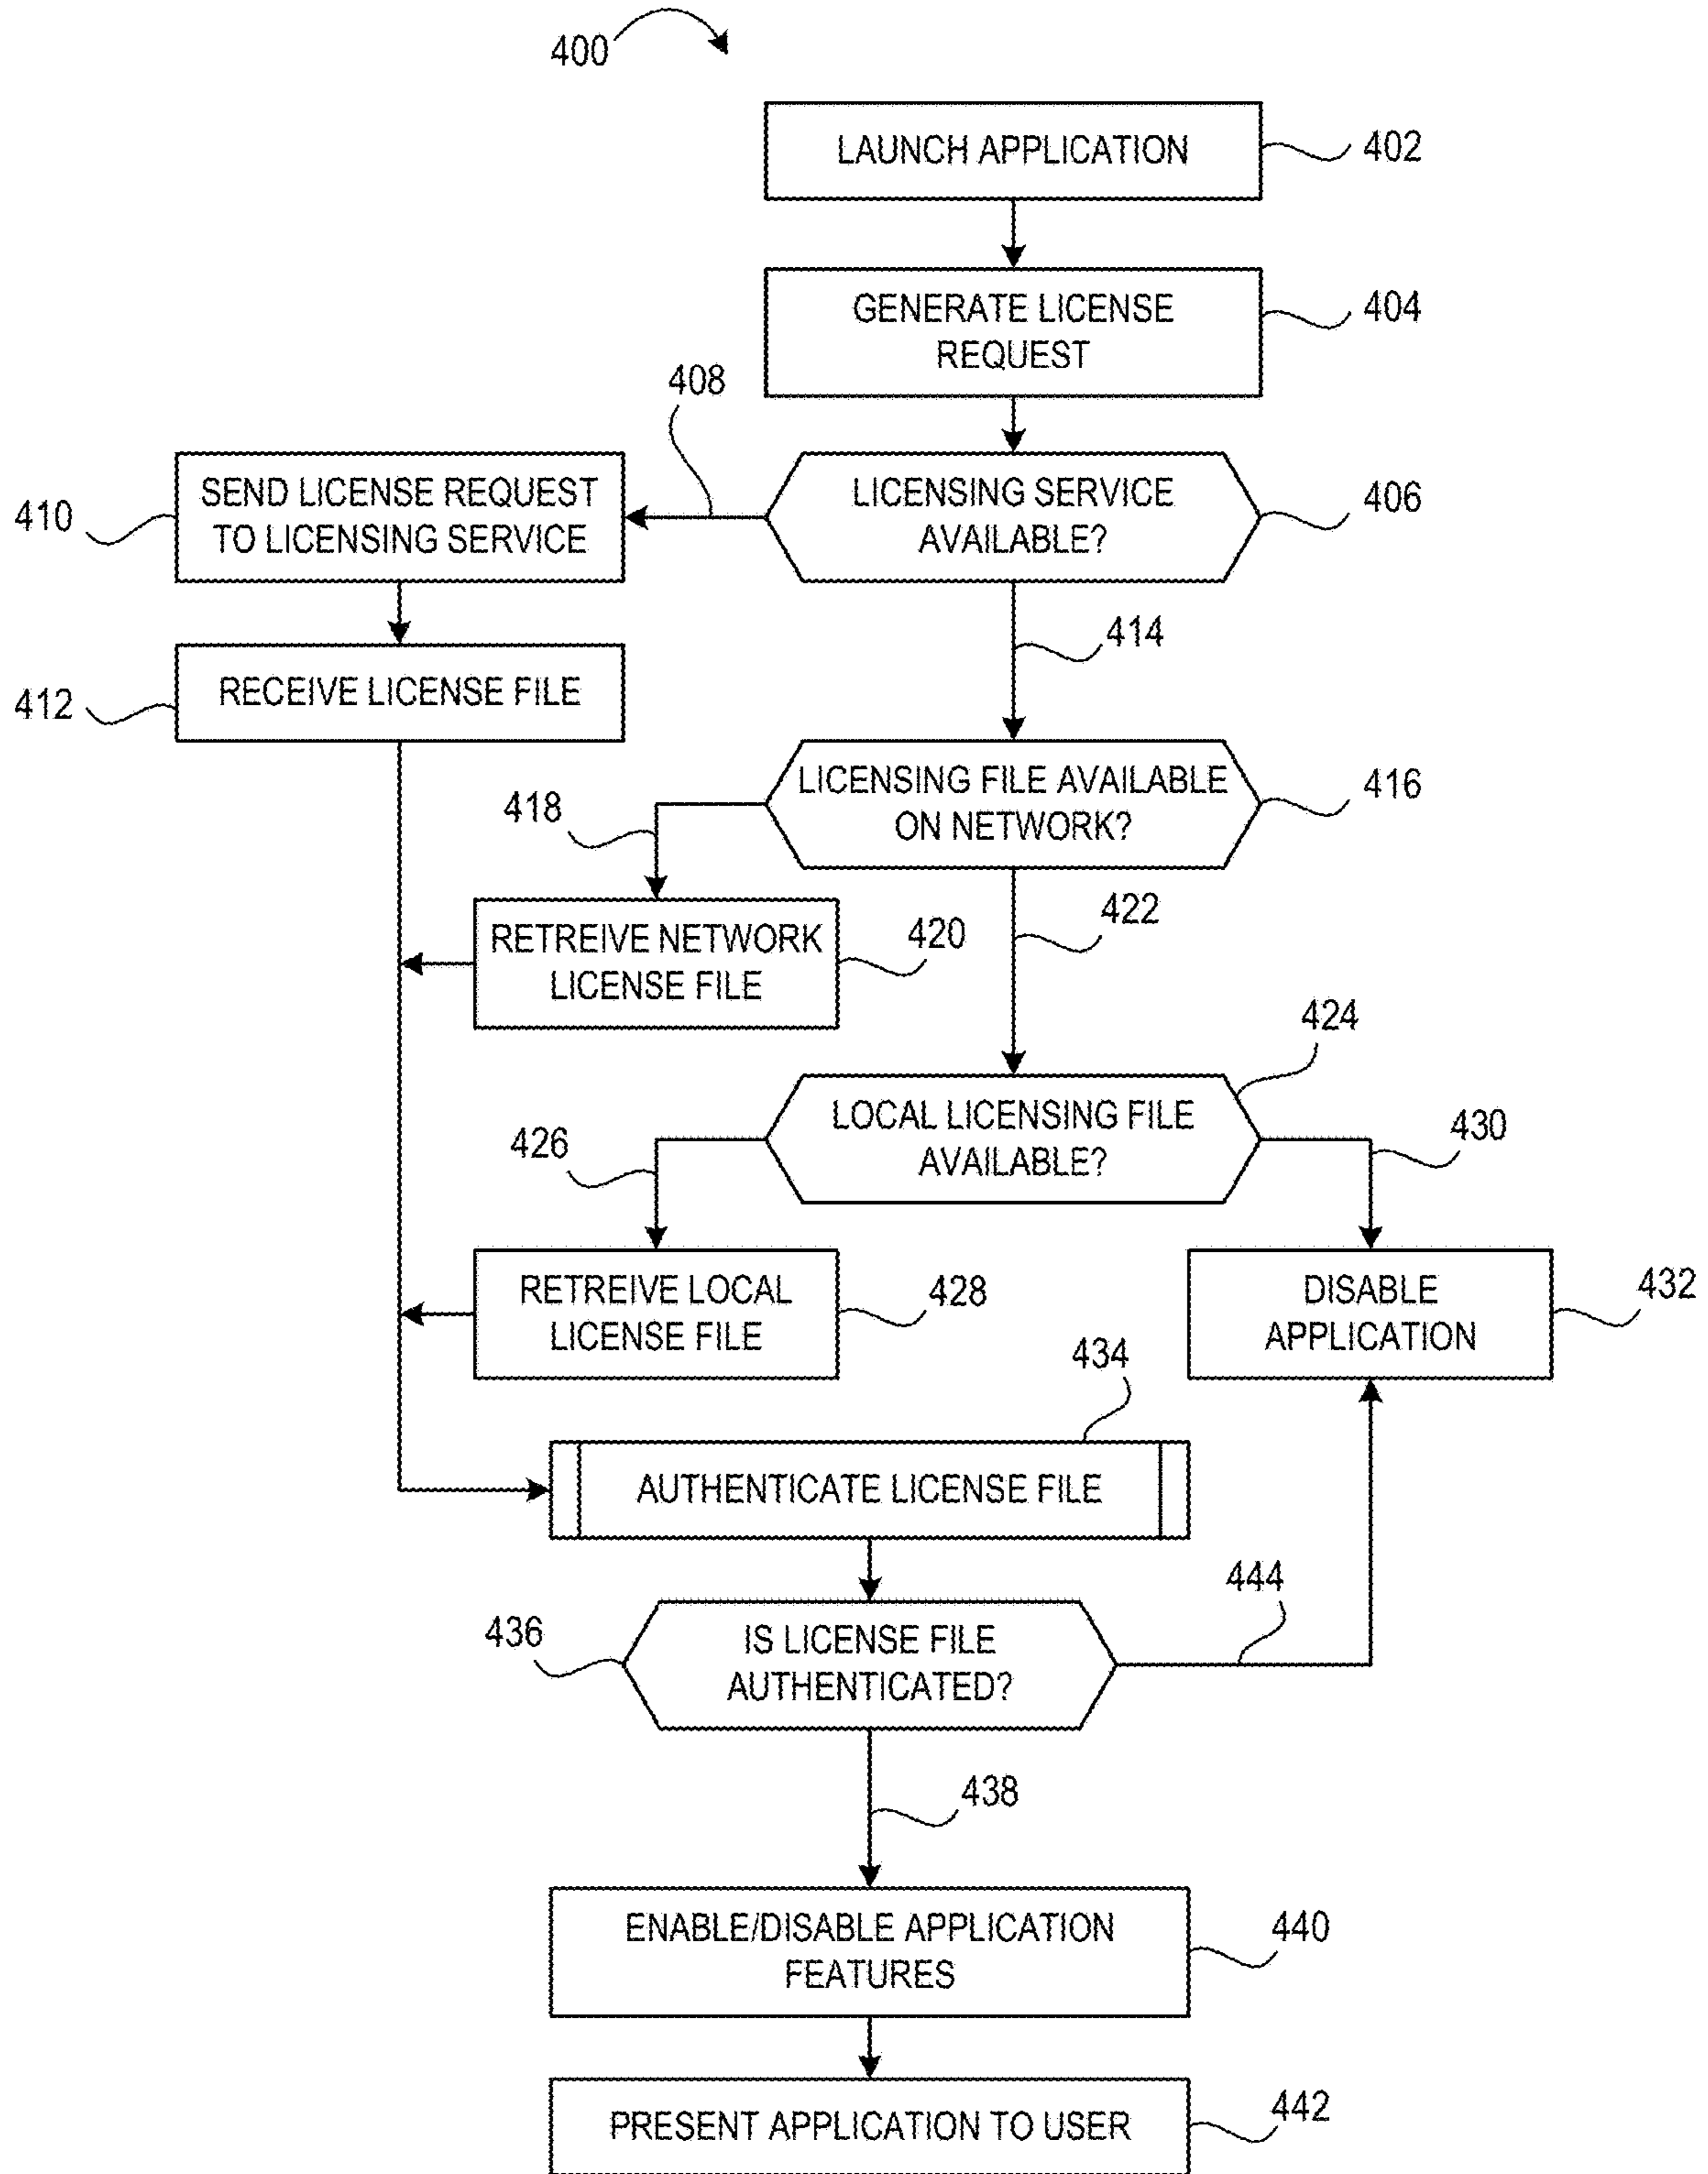 400
LAUNCH APPLICATION
402
GENERATE LICENSE
REQUEST
404
408
SEND LICENSE REQUEST
TO LICENSING SERVICE
410
LICENSING SERVICE
AVAILABLE?
406
414
RECEIVE LICENSE FILE
412
LICENSING FILE AVAILABLE
ON NETWORK?
416
418
RETREIVE NETWORK
LICENSE FILE
420
422
424
LOCAL LICENSING FILE
AVAILABLE?
426
430
RETREIVE LOCAL
LICENSE FILE
428
DISABLE
APPLICATION
432
434
AUTHENTICATE LICENSE FILE
444
436
IS LICENSE FILE
AUTHENTICATED?
438
ENABLE/DISABLE APPLICATION
FEATURES
440
PRESENT APPLICATION TO USER
442